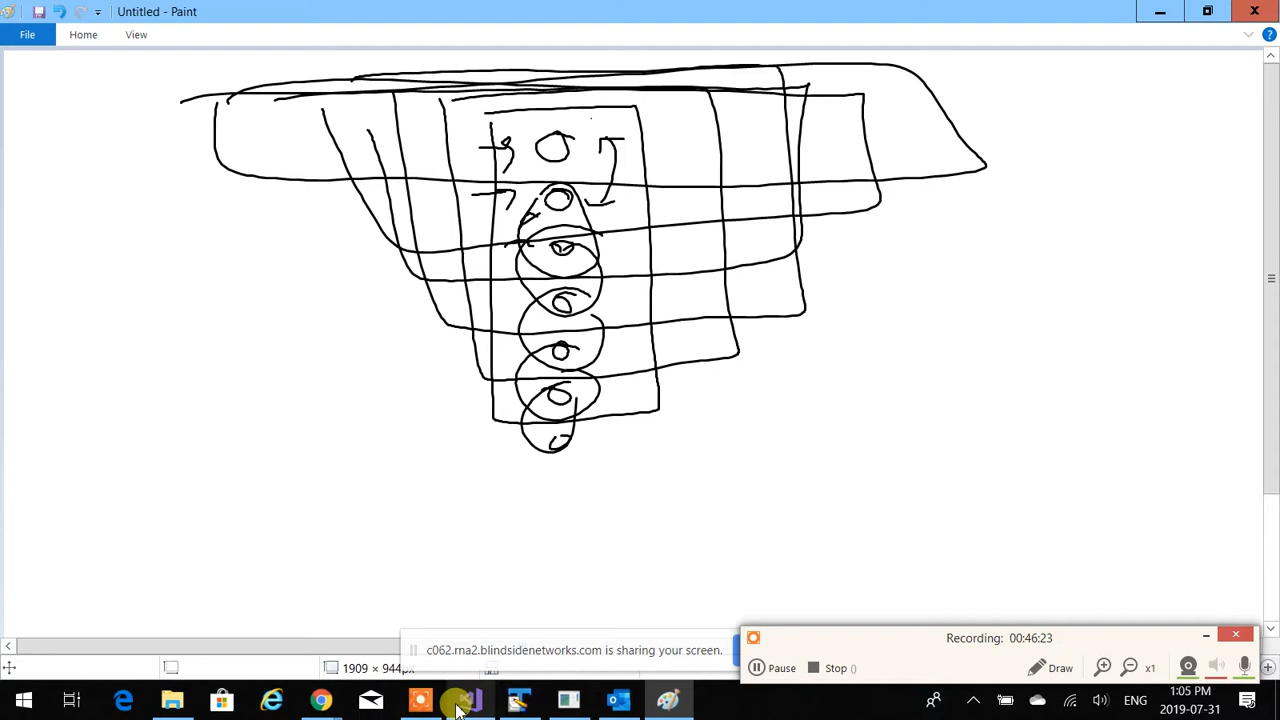 Untitled - Paint
File Home View
c062.rna2.blindsidenetworks.com is sharing your screen.
Recording: 00:46:23
Pause Stop () Draw x1
1909 × 944px
ENG 1:05 PM
2019-07-31